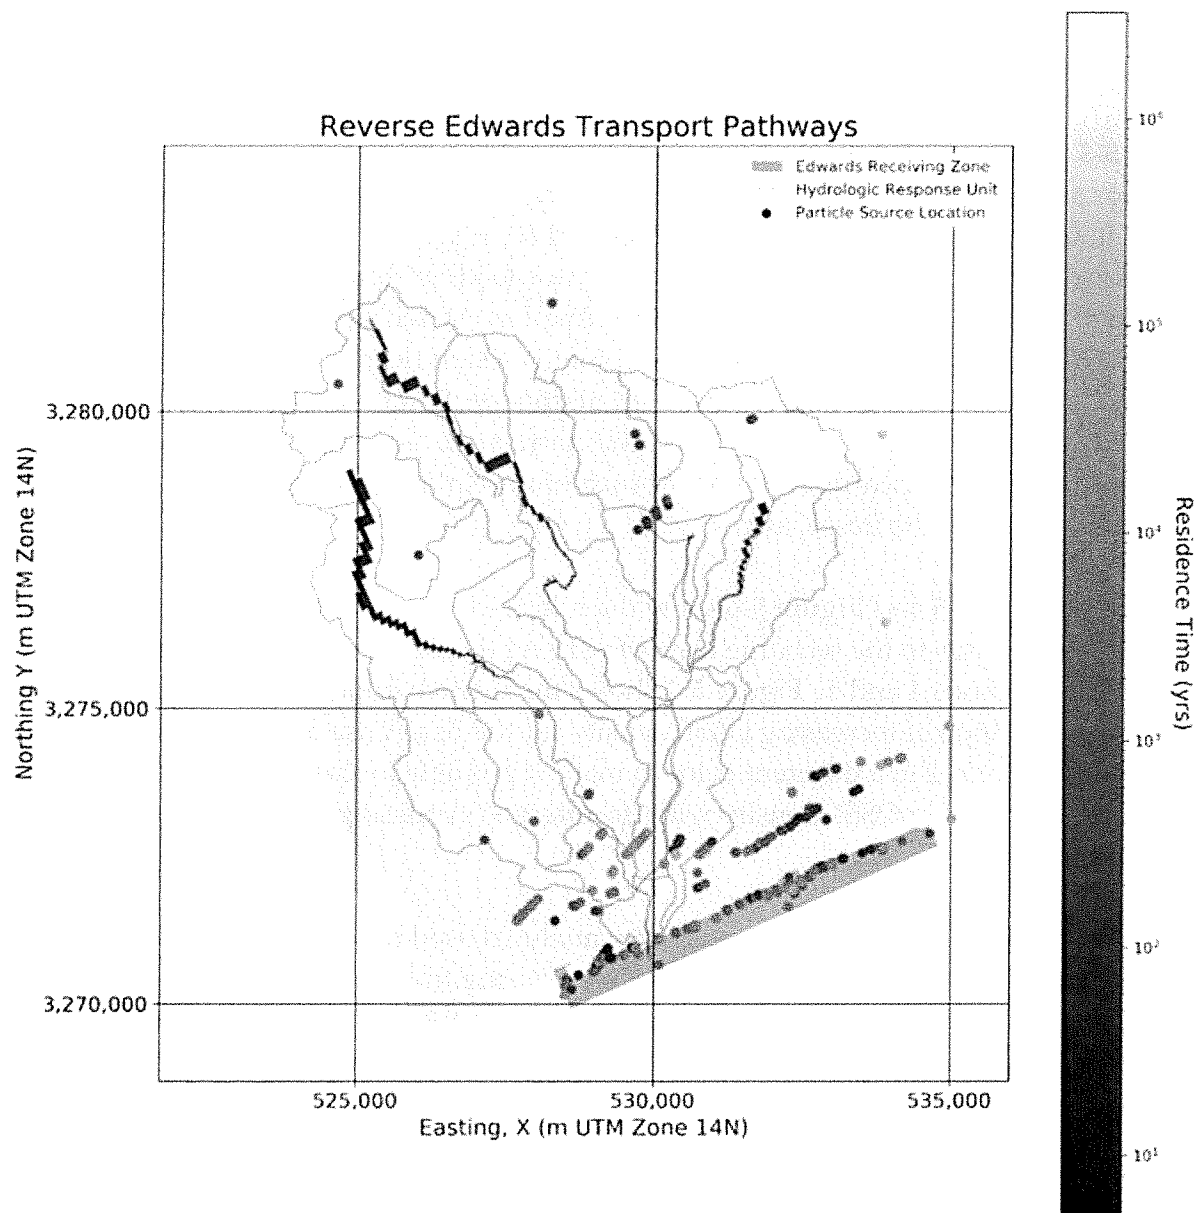 Reverse Edwards Transport Pathways
Edwards Receiving Zone
Hydrologic Response Unit
Particle Source Location
3,280,000
3,275,000
3,270,000
Northing Y (m UTM Zone 14N)
525,000
530,000
535,000
Easting, X (m UTM Zone 14N)
10⁶
10⁵
10⁴
10³
10²
10¹
Residence Time (yrs)